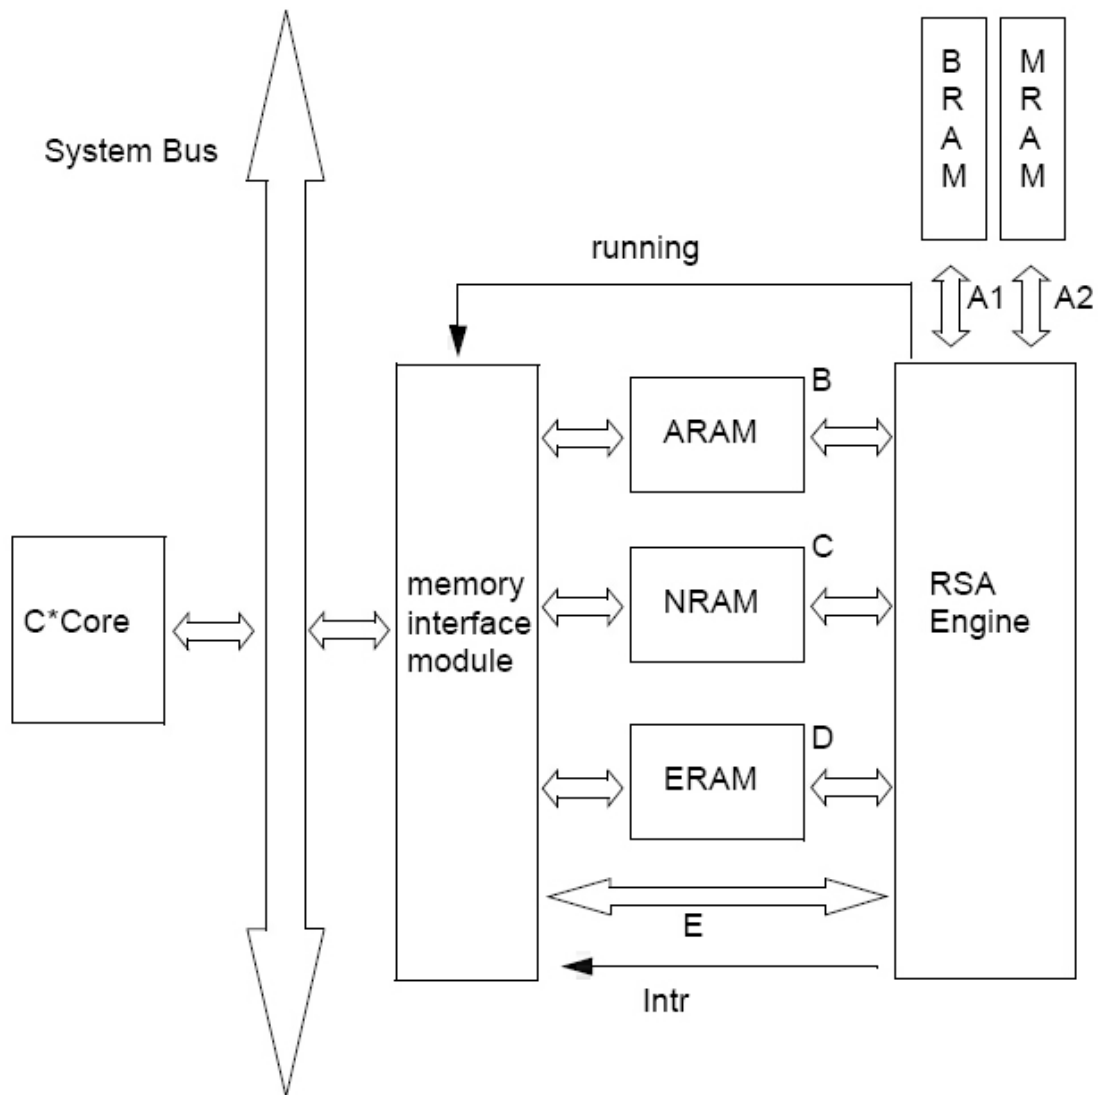 B
R
A
M
M
R
A
M
System Bus
running
A1
A2
B
ARAM
C
NRAM
memory
interface
module
RSA
Engine
C*Core
D
ERAM
E
Intr